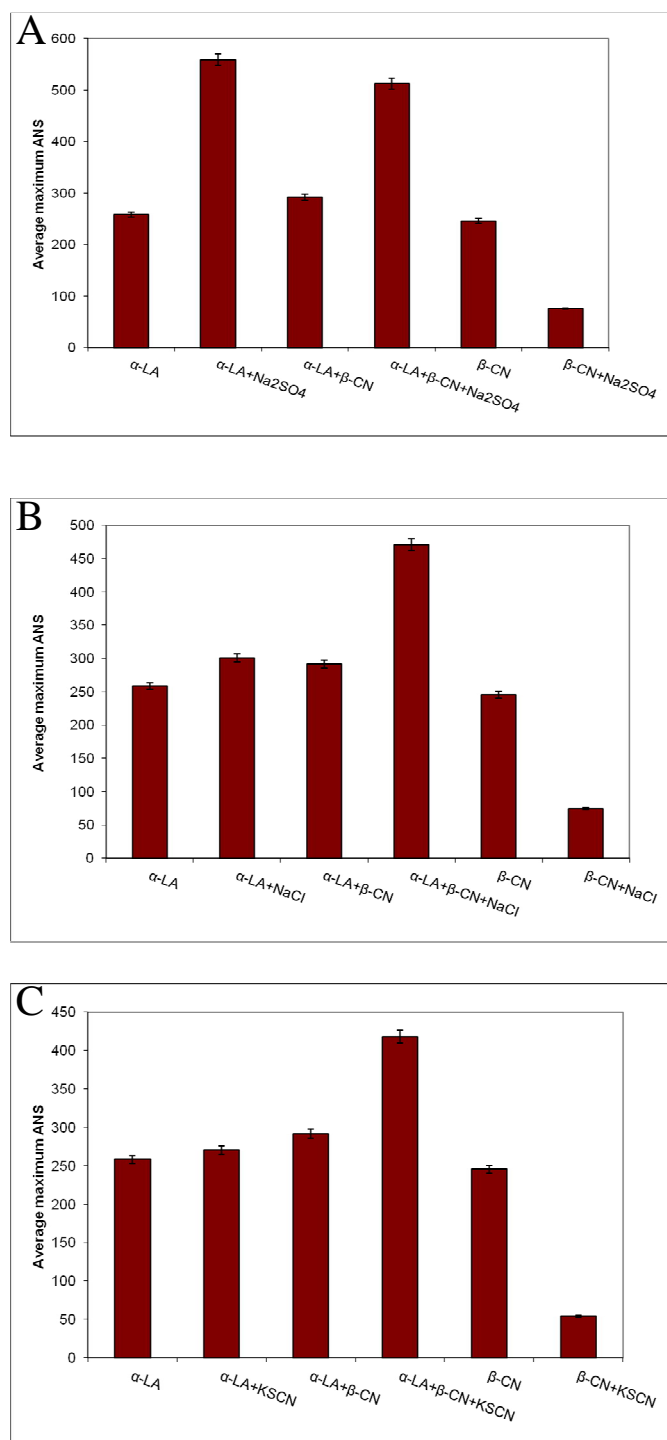 A
600
500
400
300
200
100
0
Average maximum ANS
α-LA
α-LA+Na2SO4
α-LA+β-CN
α-LA+β-CN+Na2SO4
β-CN
β-CN+Na2SO4
B
500
450
400
350
300
250
200
150
100
50
0
Average maximum ANS
α-LA
α-LA+NaCl
α-LA+β-CN
α-LA+β-CN+NaCl
β-CN
β-CN+NaCl
C
450
400
350
300
250
200
150
100
50
0
Average maximum ANS
α-LA
α-LA+KSCN
α-LA+β-CN
α-LA+β-CN+KSCN
β-CN
β-CN+KSCN